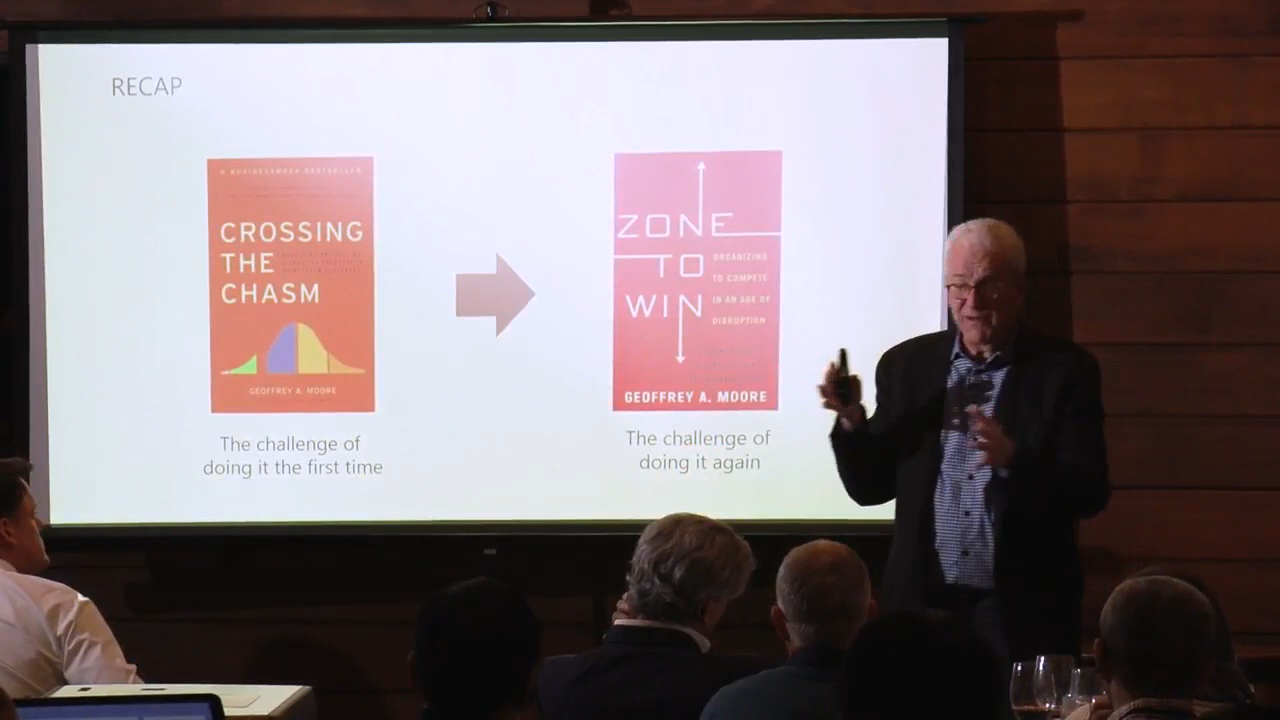 RECAP
A BUSINESSWEEK BESTSELLER
CROSSING
THE
CHASM
GEOFFREY A. MOORE
The challenge of
doing it the first time
ZONE
TO
WIN
ORGANIZING
TO COMPETE
IN AN AGE OF
DISRUPTION
GEOFFREY A. MOORE
The challenge of
doing it again